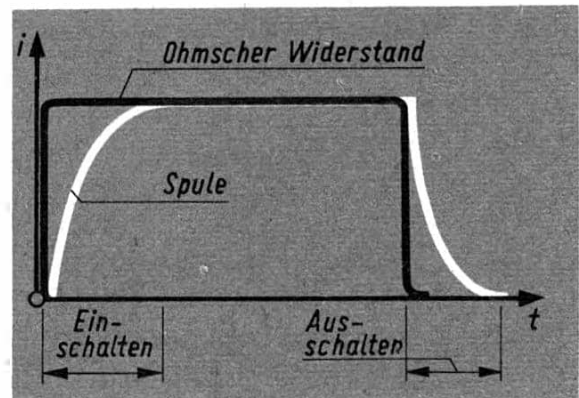 i
Ohmscher Widerstand
Spule
Ein-
schalten
Aus-
schalten
t